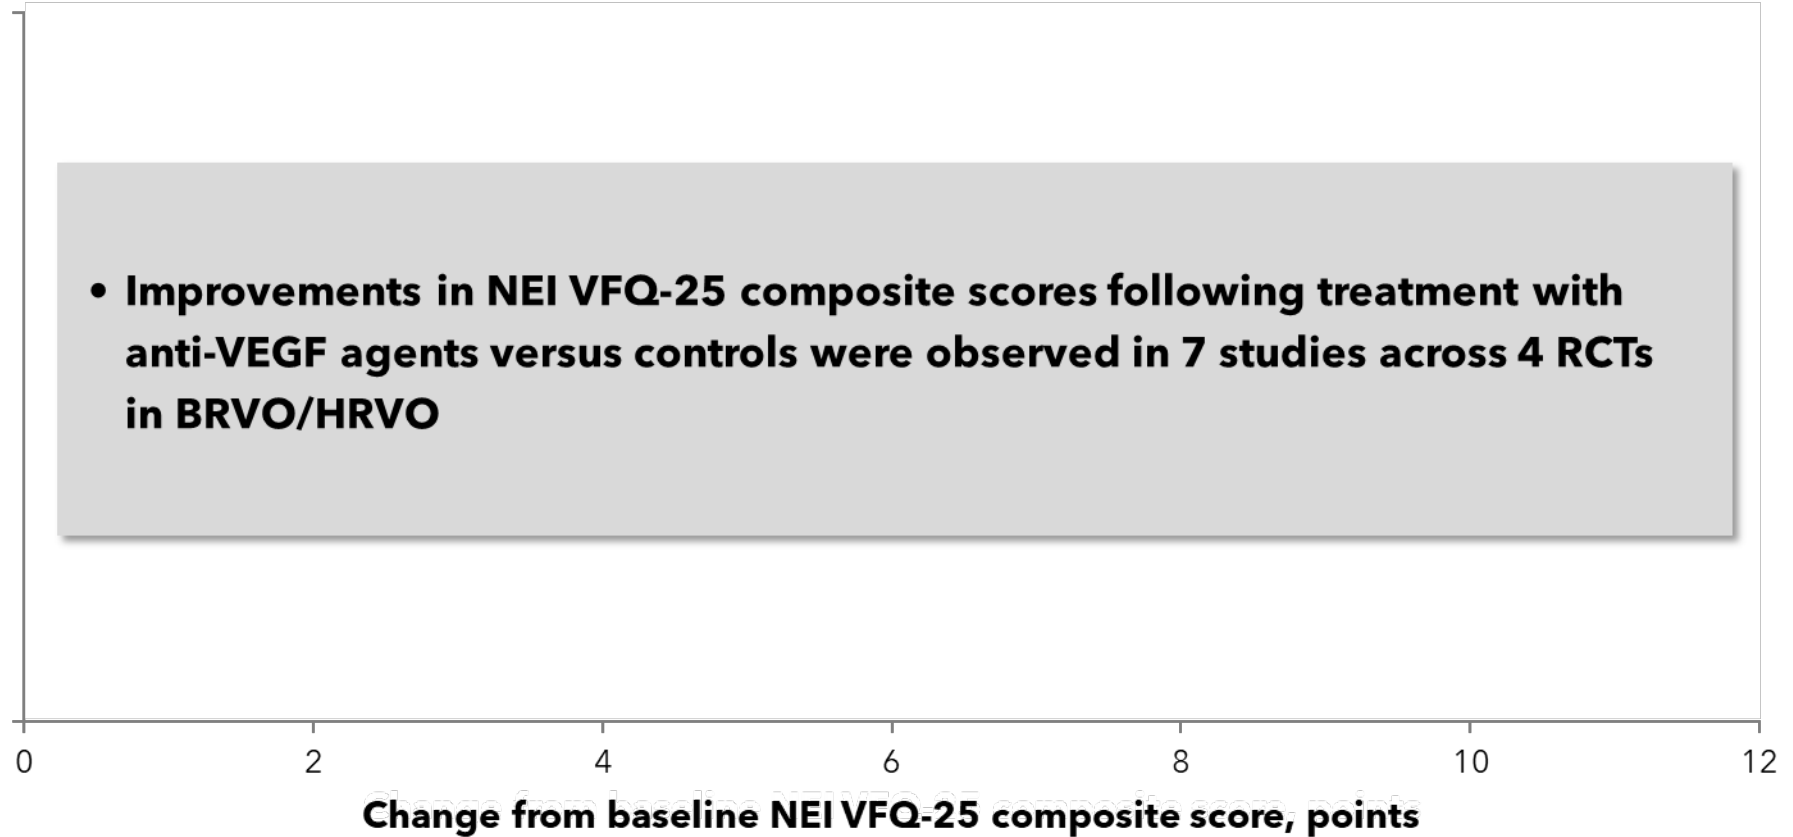 • Improvements in NEI VFQ-25 composite scores following treatment with
anti-VEGF agents versus controls were observed in 7 studies across 4 RCTs
in BRVO/HRVO
0 2 4 6 8 10 12
Change from baseline NEI VFQ-25 composite score, points